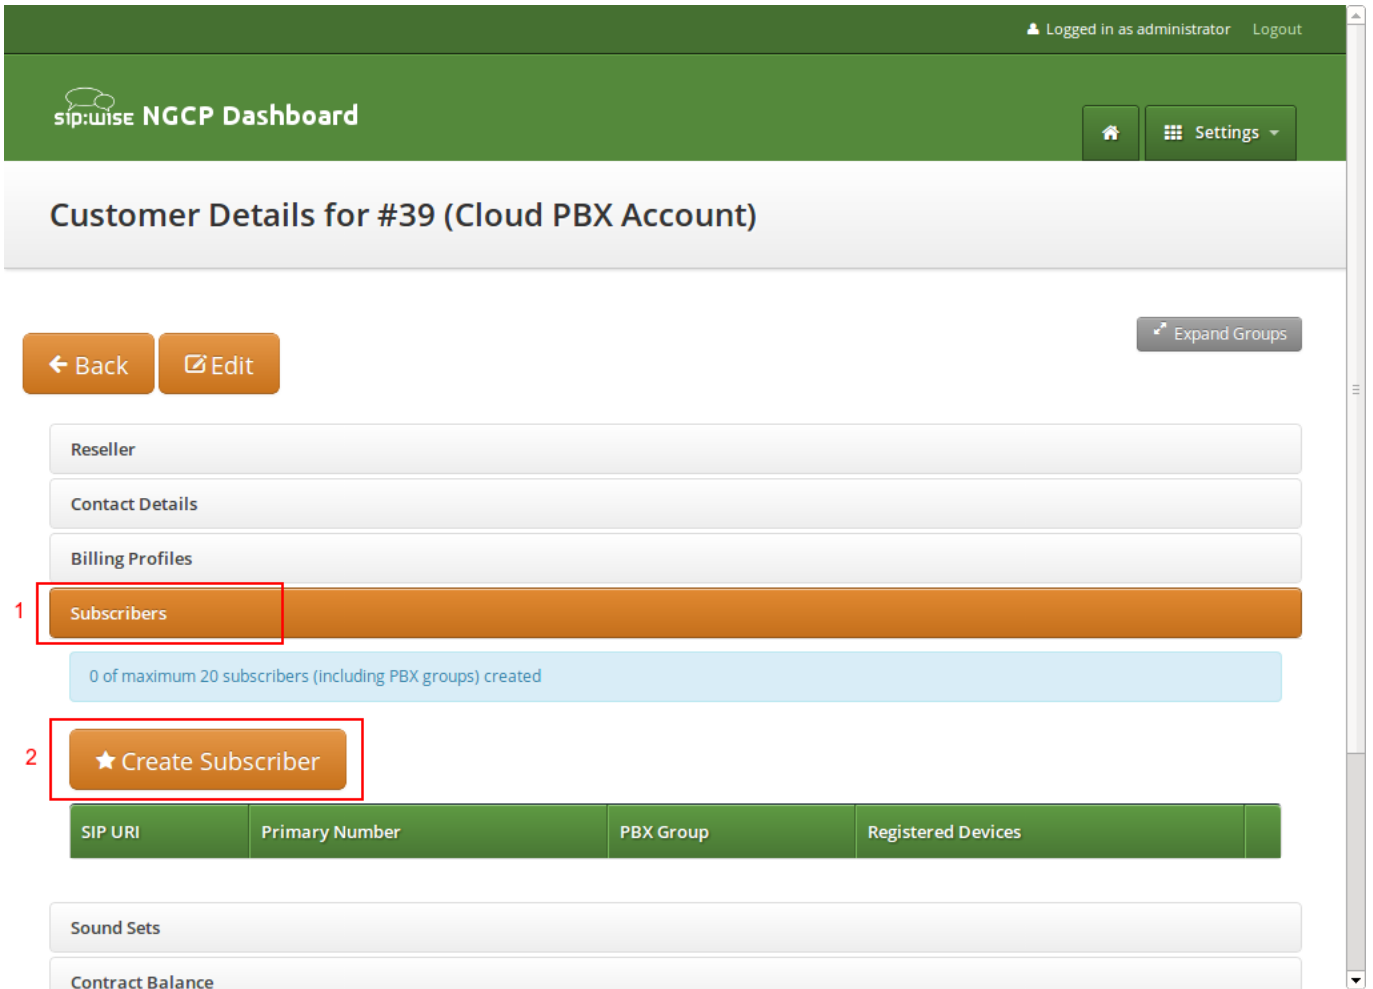 Logged in as administrator Logout
sip:wise NGCP Dashboard
Settings
Customer Details for #39 (Cloud PBX Account)
Expand Groups
Back Edit
Reseller
Contact Details
Billing Profiles
1 Subscribers
0 of maximum 20 subscribers (including PBX groups) created
2 Create Subscriber
SIP URI Primary Number PBX Group Registered Devices
Sound Sets
Contract Balance